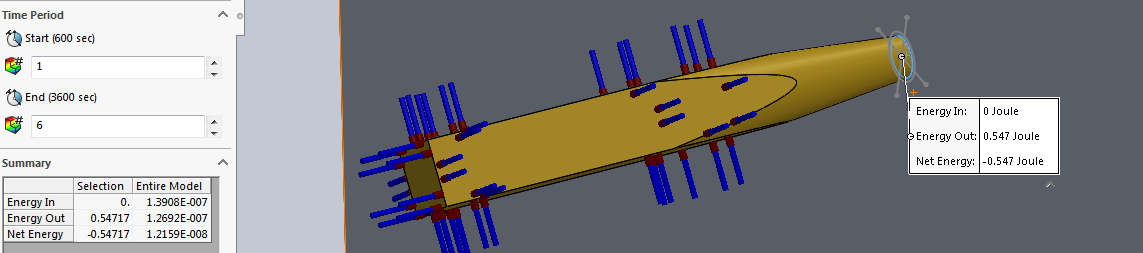 Time Period
Start (600 sec)
1
End (3600 sec)
6
Summary
Selection Entire Model
Energy In 0. 1.3908E-007
Energy Out 0.54717 1.2692E-007
Net Energy -0.54717 1.2159E-008
Energy In: 0 Joule
Energy Out: 0.547 Joule
Net Energy: -0.547 Joule